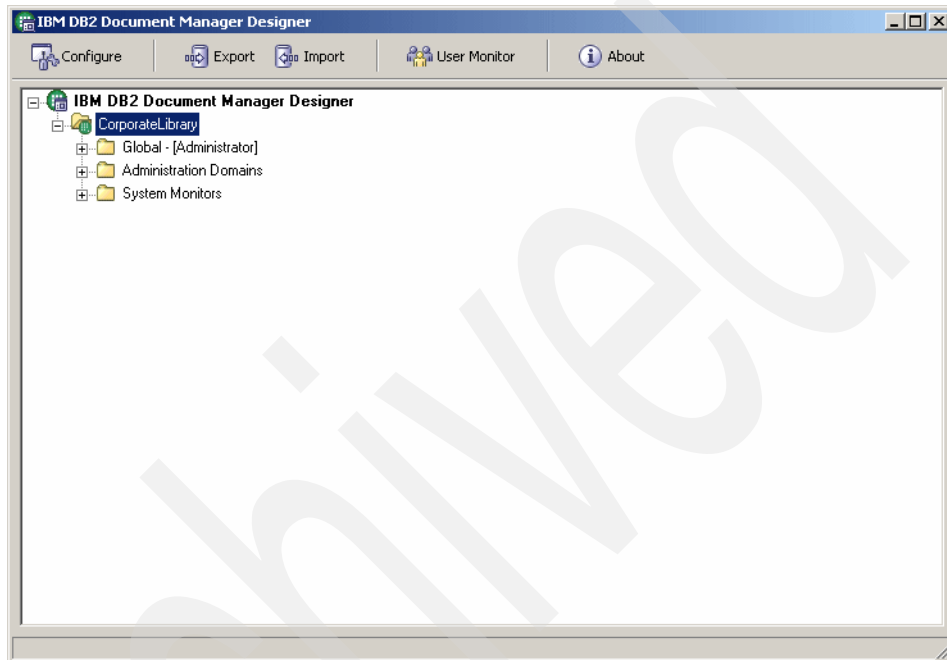 IBM DB2 Document Manager Designer
Configure Export Import User Monitor About
IBM DB2 Document Manager Designer
CorporateLibrary
Global - [Administrator]
Administration Domains
System Monitors
hived